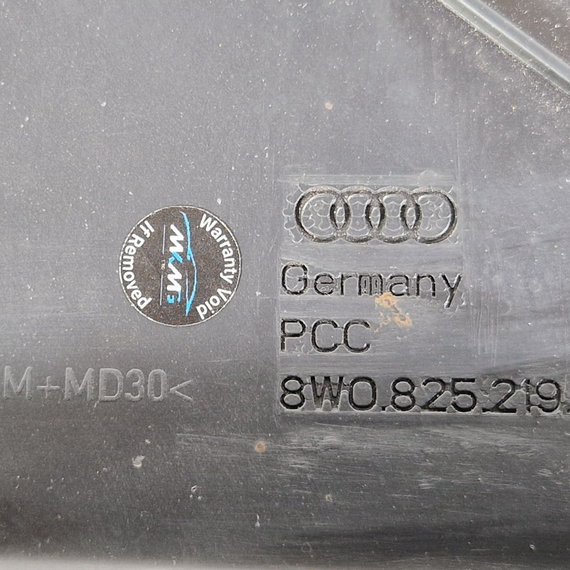 Warranty Void
If Removed
Germany
PCC
M+MD30<
8W0.825.219.